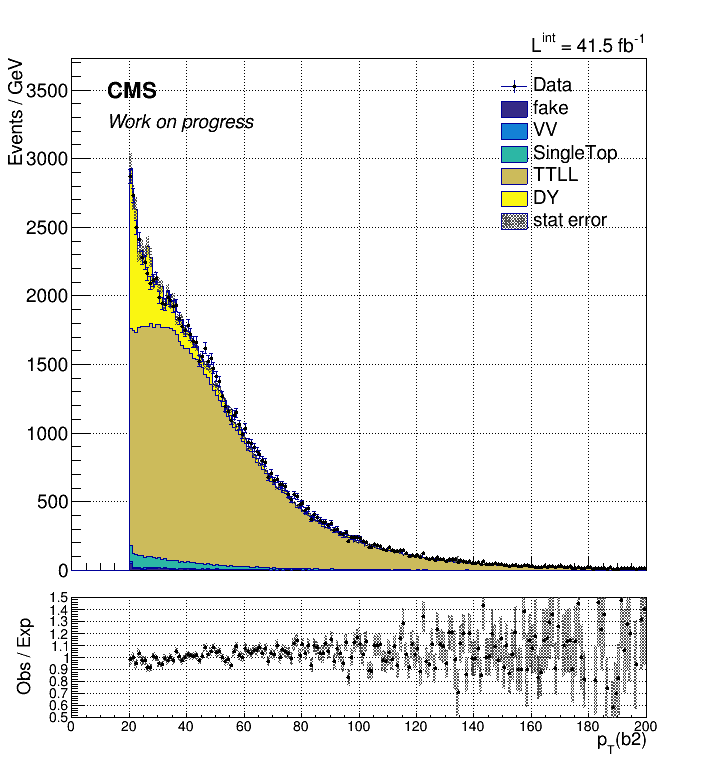 L^int = 41.5 fb^-1
Events / GeV
3500
3000
2500
2000
1500
1000
500
0
CMS
Work on progress
Data
fake
VV
SingleTop
TTLL
DY
stat error
Obs / Exp
1.5
1.4
1.3
1.2
1.1
1
0.9
0.8
0.7
0.6
0.5
0 20 40 60 80 100 120 140 160 180 200
p_T(b2)